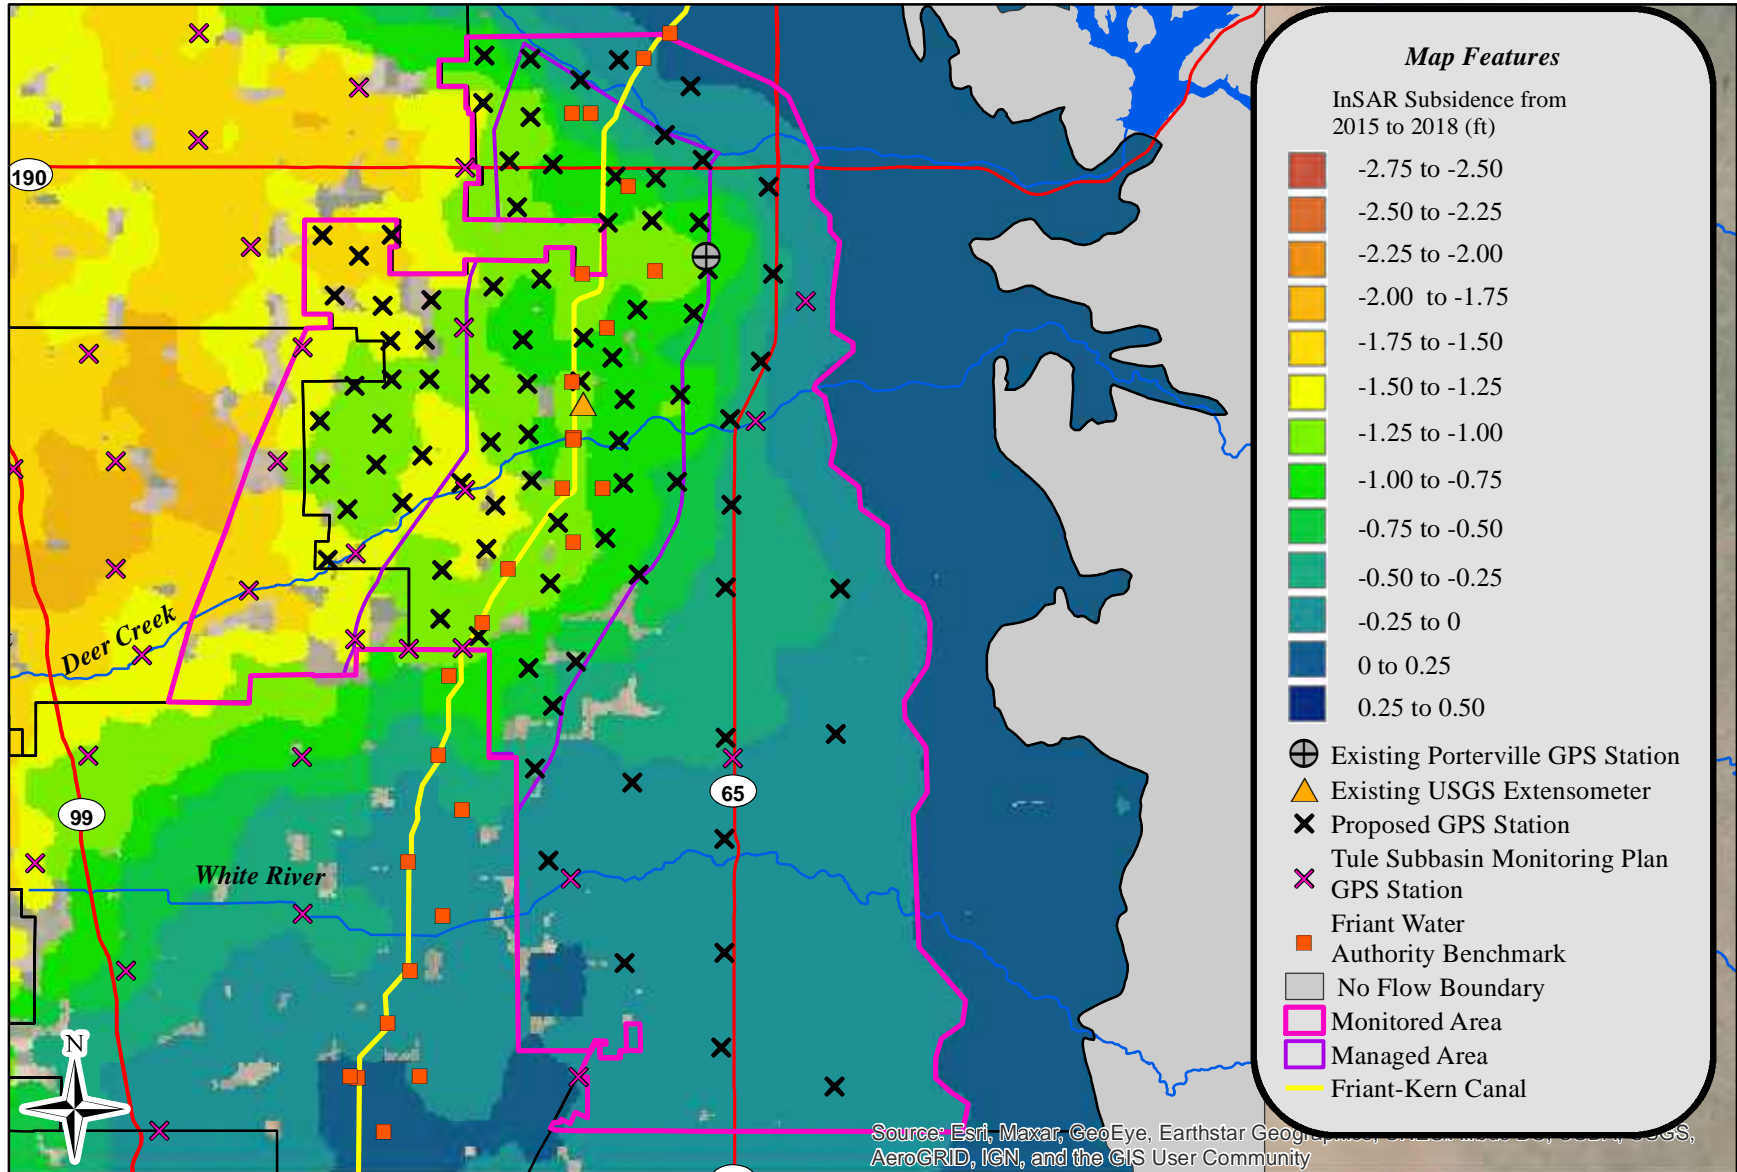 Map Features
InSAR Subsidence from
2015 to 2018 (ft)
-2.75 to -2.50
-2.50 to -2.25
-2.25 to -2.00
-2.00 to -1.75
-1.75 to -1.50
-1.50 to -1.25
-1.25 to -1.00
-1.00 to -0.75
-0.75 to -0.50
-0.50 to -0.25
-0.25 to 0
0 to 0.25
0.25 to 0.50
Existing Porterville GPS Station
Existing USGS Extensometer
Proposed GPS Station
Tule Subbasin Monitoring Plan
GPS Station
Friant Water
Authority Benchmark
No Flow Boundary
Monitored Area
Managed Area
Friant-Kern Canal
190
Deer Creek
65
99
White River
N
Source: Esri, Maxar, GeoEye, Earthstar Geographics,
AeroGRID, IGN, and the GIS User Community